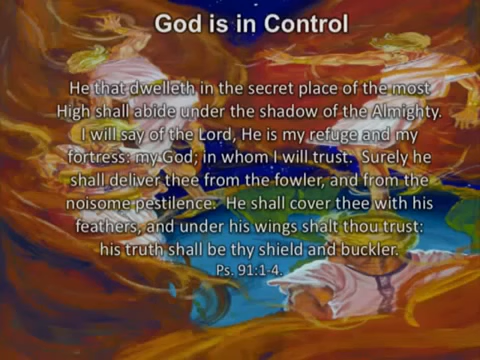 God is in Control
He that dwelleth in the secret place of the most
High shall abide under the shadow of the Almighty.
I will say of the Lord, He is my refuge and my
fortress: my God; in whom I will trust.  Surely he
shall deliver thee from the fowler, and from the
noisome pestilence.  He shall cover thee with his
feathers, and under his wings shalt thou trust:
his truth shall be thy shield and buckler.
Ps. 91:1-4.